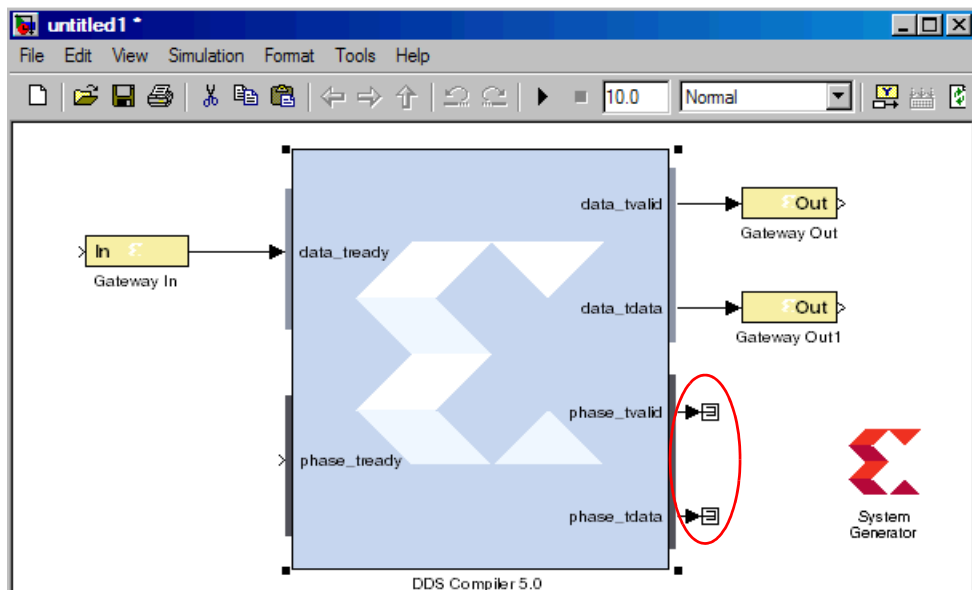 untitled1 *
File Edit View Simulation Format Tools Help
10.0 Normal
data_tvalid
Out
Gateway Out
In
data_tready
Gateway In
data_tdata
Out
Gateway Out1
phase_tvalid
phase_tready
phase_tdata
System
Generator
DDS Compiler 5.0